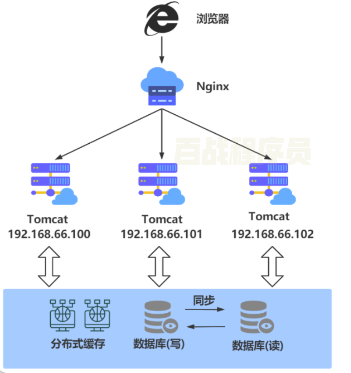 浏览器
Nginx
百战程序员
Tomcat
192.168.66.100
Tomcat
192.168.66.101
Tomcat
192.168.66.102
同步
分布式缓存
数据库(写)
数据库(读)